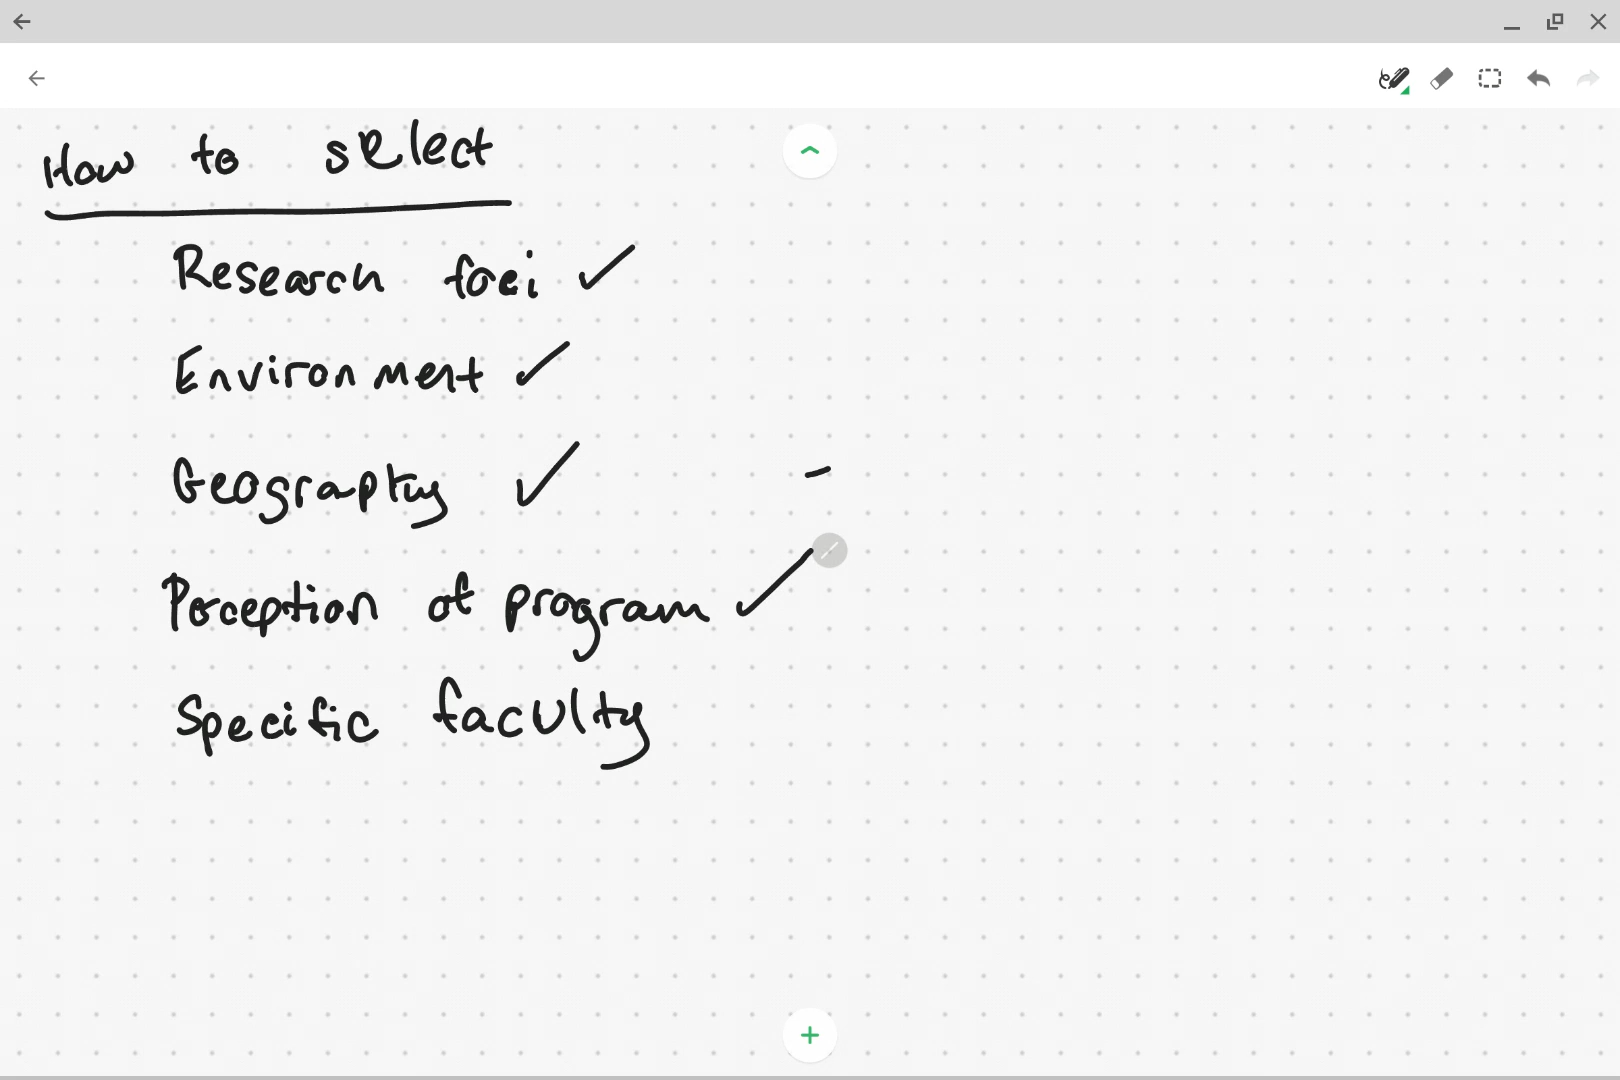 How to select
Research foci ✓
Environment ✓
Geography ✓
Perception of program ✓
Specific faculty